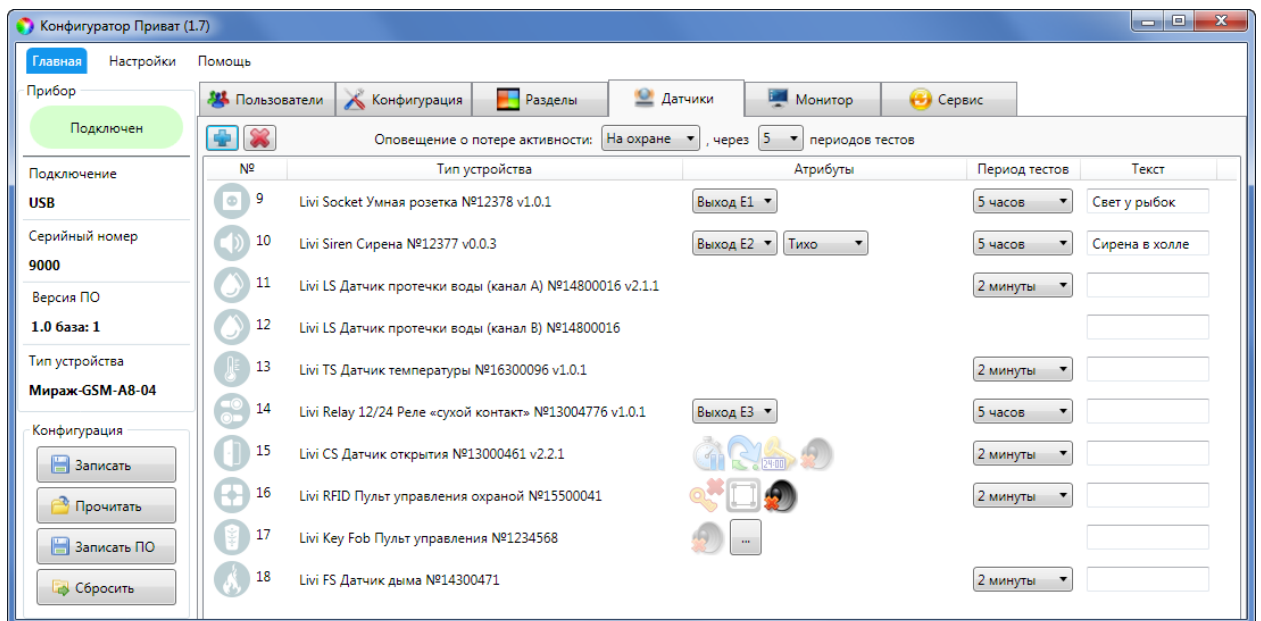 Конфигуратор Приват (1.7)
Главная Настройки Помощь
Прибор
Подключен
Подключение
USB
Серийный номер
9000
Версия ПО
1.0 база: 1
Тип устройства
Мираж-GSM-A8-04
Конфигурация
Записать
Прочитать
Записать ПО
Сбросить
Пользователи Конфигурация Разделы Датчики Монитор Сервис
Оповещение о потере активности: На охране , через 5 периодов тестов
№ Тип устройства Атрибуты Период тестов Текст
9 Livi Socket Умная розетка №12378 v1.0.1 Выход E1 5 часов Свет у рыбок
10 Livi Siren Сирена №12377 v0.0.3 Выход E2 Тихо 5 часов Сирена в холле
11 Livi LS Датчик протечки воды (канал A) №14800016 v2.1.1 2 минуты
12 Livi LS Датчик протечки воды (канал B) №14800016
13 Livi TS Датчик температуры №16300096 v1.0.1 2 минуты
14 Livi Relay 12/24 Реле «сухой контакт» №13004776 v1.0.1 Выход E3 5 часов
15 Livi CS Датчик открытия №13000461 v2.2.1 24:00 2 минуты
16 Livi RFID Пульт управления охраной №15500041 2 минуты
17 Livi Key Fob Пульт управления №1234568 ...
18 Livi FS Датчик дыма №14300471 2 минуты